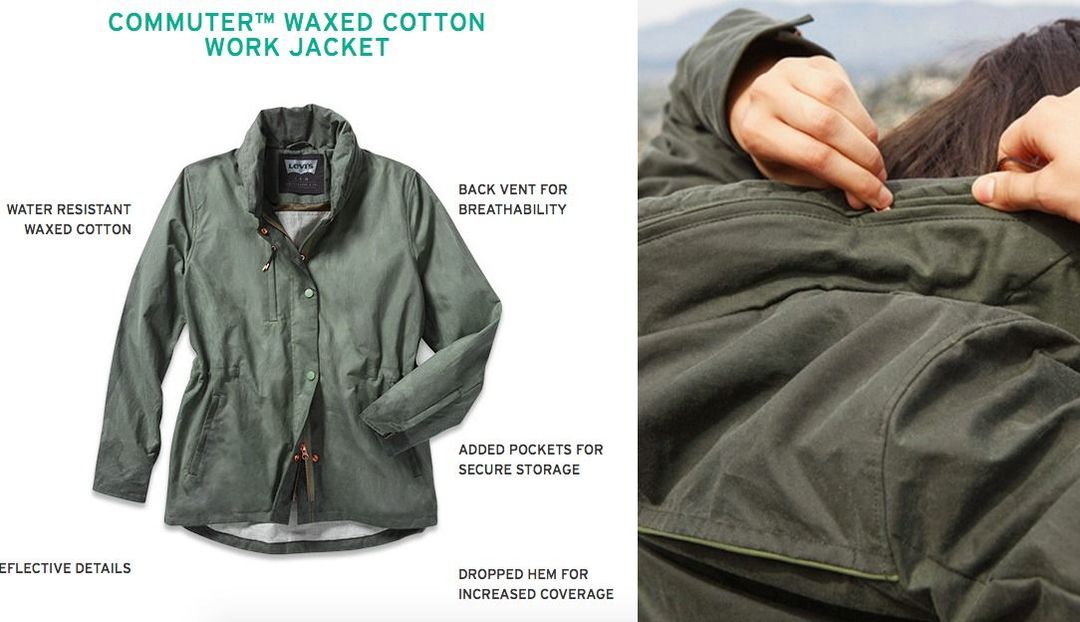 COMMUTER™ WAXED COTTON
WORK JACKET
LEVI'S
WATER RESISTANT
WAXED COTTON
BACK VENT FOR
BREATHABILITY
ADDED POCKETS FOR
SECURE STORAGE
EFLECTIVE DETAILS
DROPPED HEM FOR
INCREASED COVERAGE